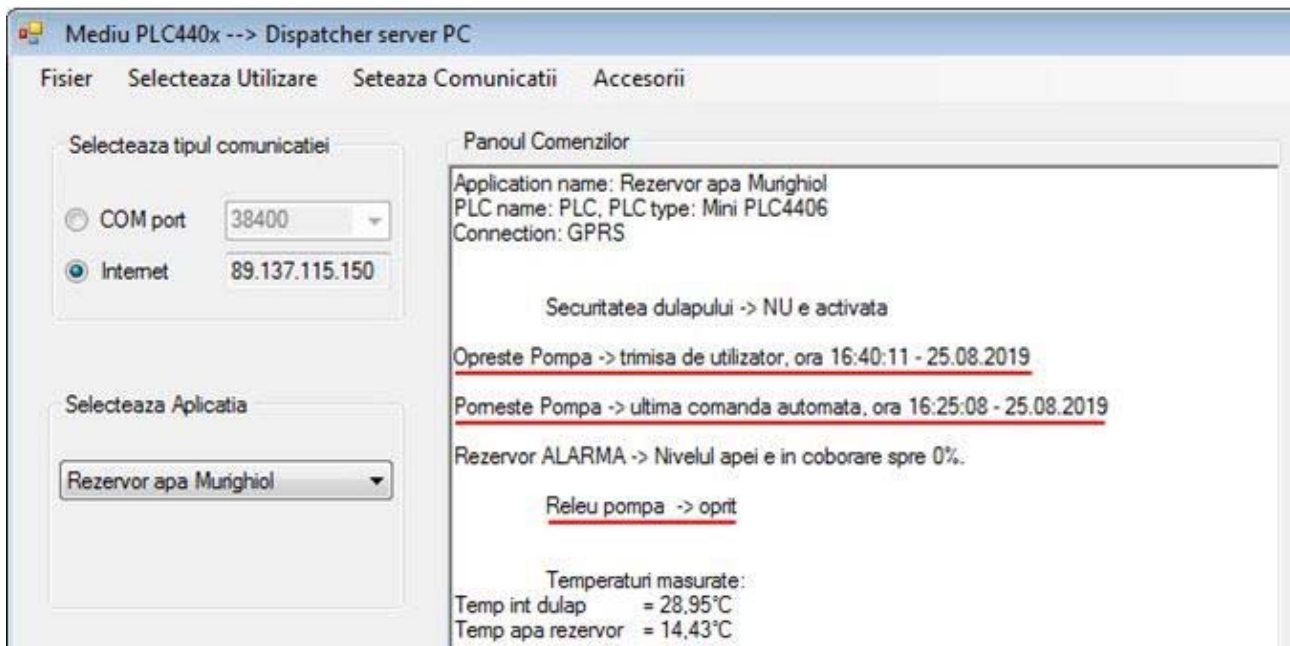 Mediu PLC440x --> Dispatcher server PC
Fisier Selecteaza Utilizare Seteaza Comunicatii Accesorii
Selecteaza tipul comunicatiei
COM port 38400
Internet 89.137.115.150
Selecteaza Aplicatia
Rezervor apa Murighiol
Panoul Comenzilor
Application name: Rezervor apa Murighiol
PLC name: PLC, PLC type: Mini PLC4406
Connection: GPRS
Securitatea dulapului -> NU e activata
Opreste Pompa -> trimisa de utilizator, ora 16:40:11 - 25.08.2019
Porneste Pompa -> ultima comanda automata, ora 16:25:08 - 25.08.2019
Rezervor ALARMA -> Nivelul apei e in coborare spre 0%.
Releu pompa -> oprit
Temperaturi masurate:
Temp int dulap = 28,95°C
Temp apa rezervor = 14,43°C